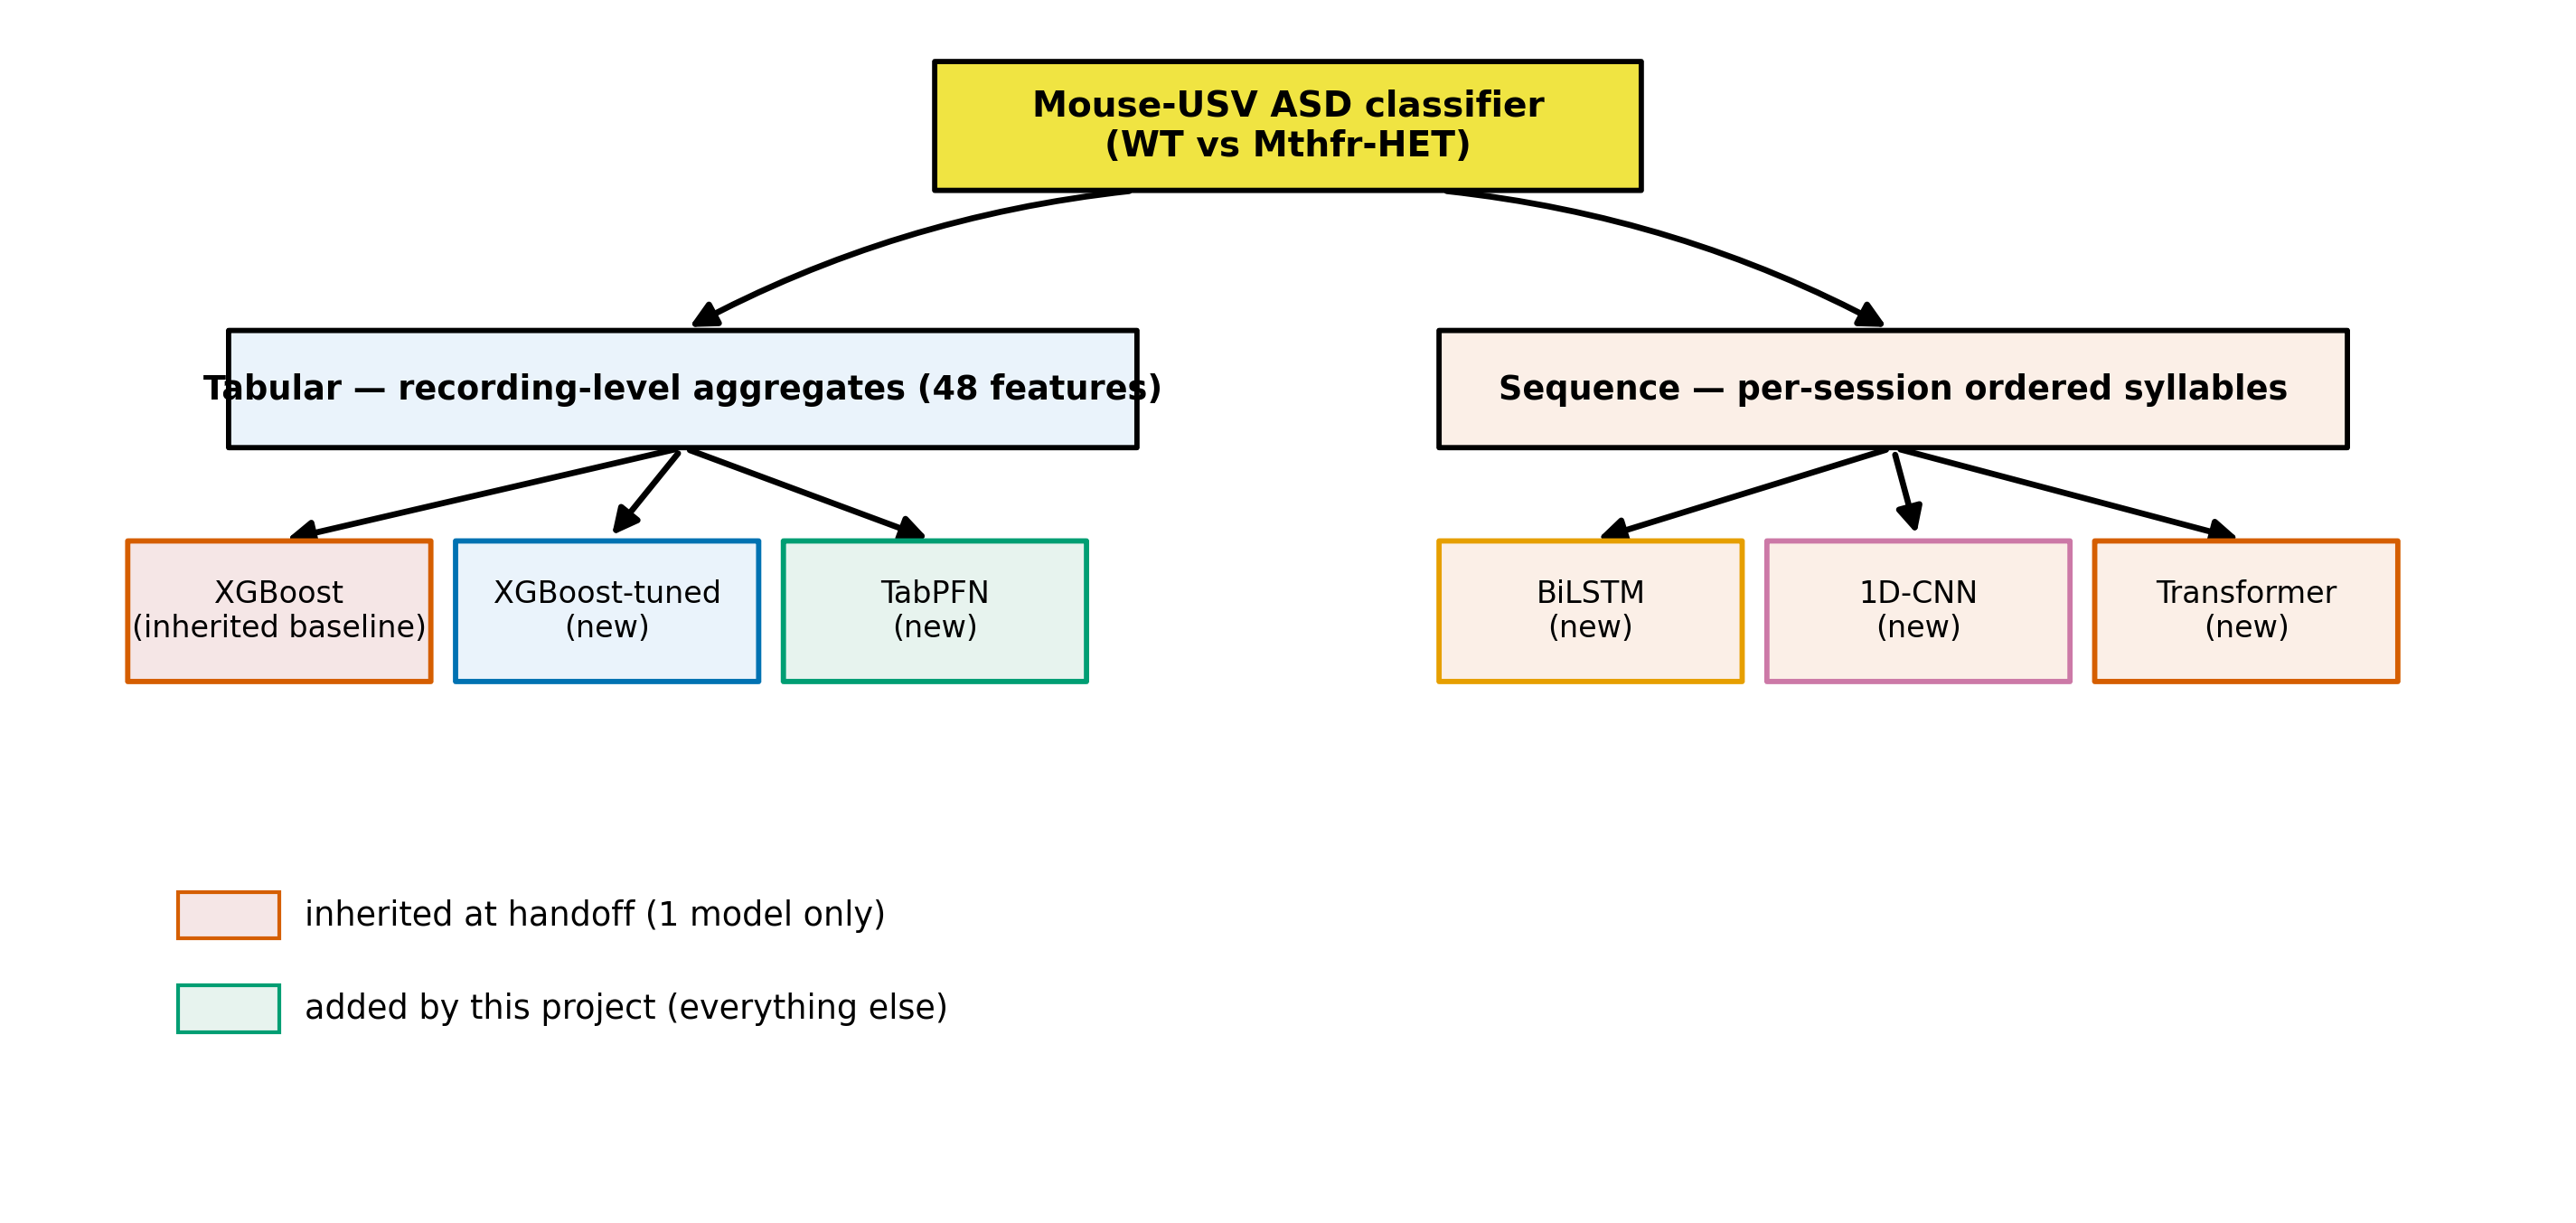 Mouse-USV ASD classifier
(WT vs Mthfr-HET)
Tabular — recording-level aggregates (48 features)
Sequence — per-session ordered syllables
XGBoost
(inherited baseline)
XGBoost-tuned
(new)
TabPFN
(new)
BiLSTM
(new)
1D-CNN
(new)
Transformer
(new)
inherited at handoff (1 model only)
added by this project (everything else)